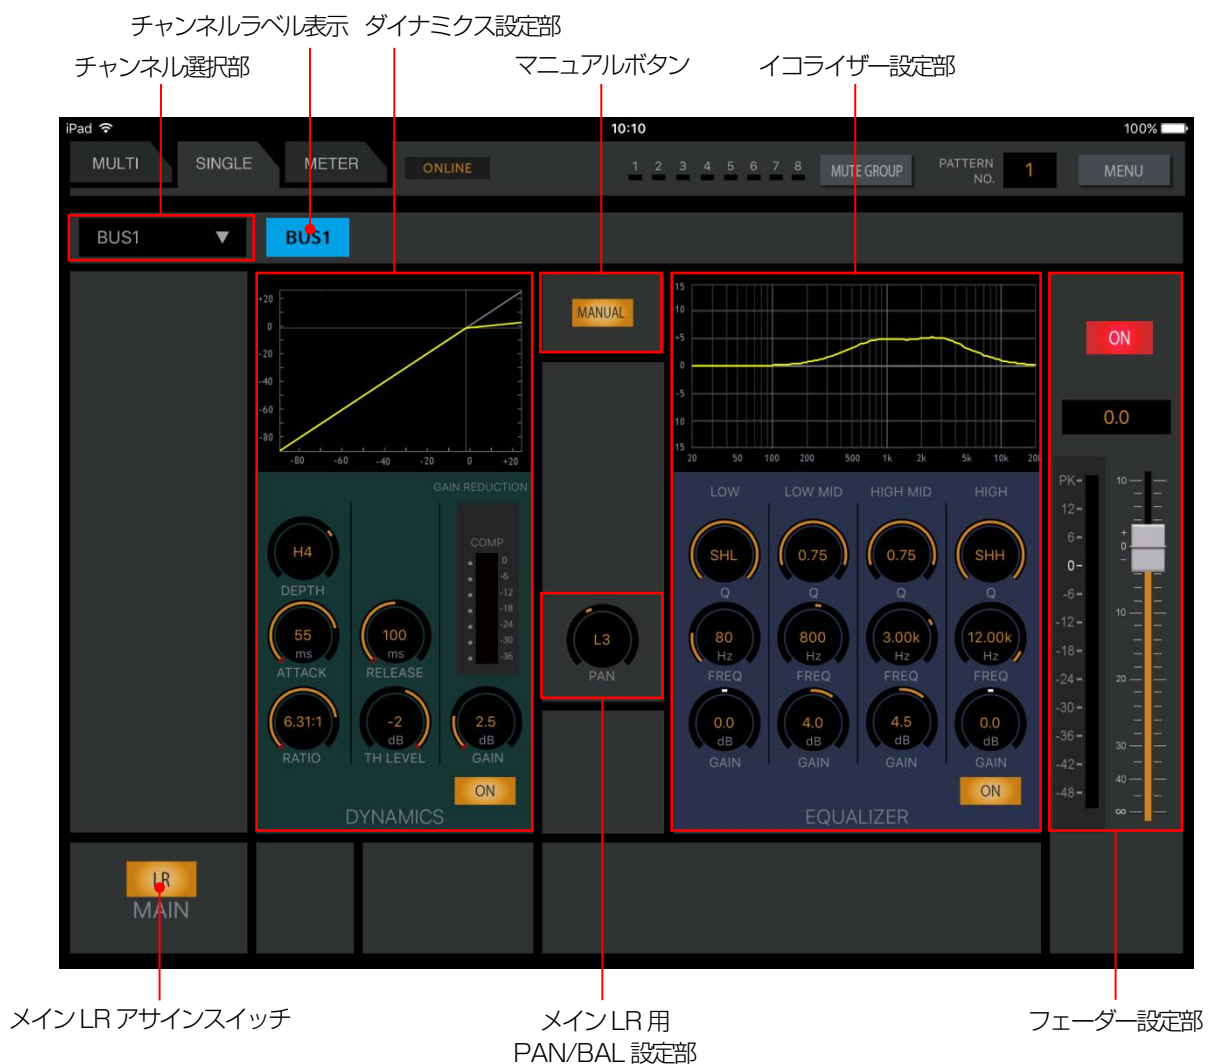 チャンネルラベル表示 ダイナミクス設定部
チャンネル選択部 マニュアルボタン イコライザー設定部
iPad 10:10 100%
MULTI SINGLE METER ONLINE 1 2 3 4 5 6 7 8 MUTE GROUP PATTERN NO. 1 MENU
BUS1 ▼ BUS1
+20
0
-20
-40
-60
-80
-80 -60 -40 -20 0 +20
MANUAL
15
10
+5
0
-5
10
15
20 50 100 200 500 1k 2k 5k 10k 20k
ON
0.0
GAIN REDUCTION
H4
DEPTH
COMP
0
-6
-12
-18
-24
-30
-36
55
ms
ATTACK
100
ms
RELEASE
6.31:1
RATIO
-2
dB
TH LEVEL
2.5
dB
GAIN
ON
DYNAMICS
L3
PAN
LOW LOW MID HIGH MID HIGH
SHL 0.75 0.75 SHH
Q Q Q Q
80 800 3.00k 12.00k
Hz Hz Hz Hz
FREQ FREQ FREQ FREQ
0.0 4.0 4.5 0.0
dB dB dB dB
GAIN GAIN GAIN GAIN
ON
EQUALIZER
PK-
12-
6-
0-
-6-
-12-
-18-
-24-
-30-
-36-
-42-
-48-
10
+
0
-
10
20
30
40
∞
LR
MAIN
メインLRアサインスイッチ メインLR用 フェーダー設定部
PAN/BAL 設定部